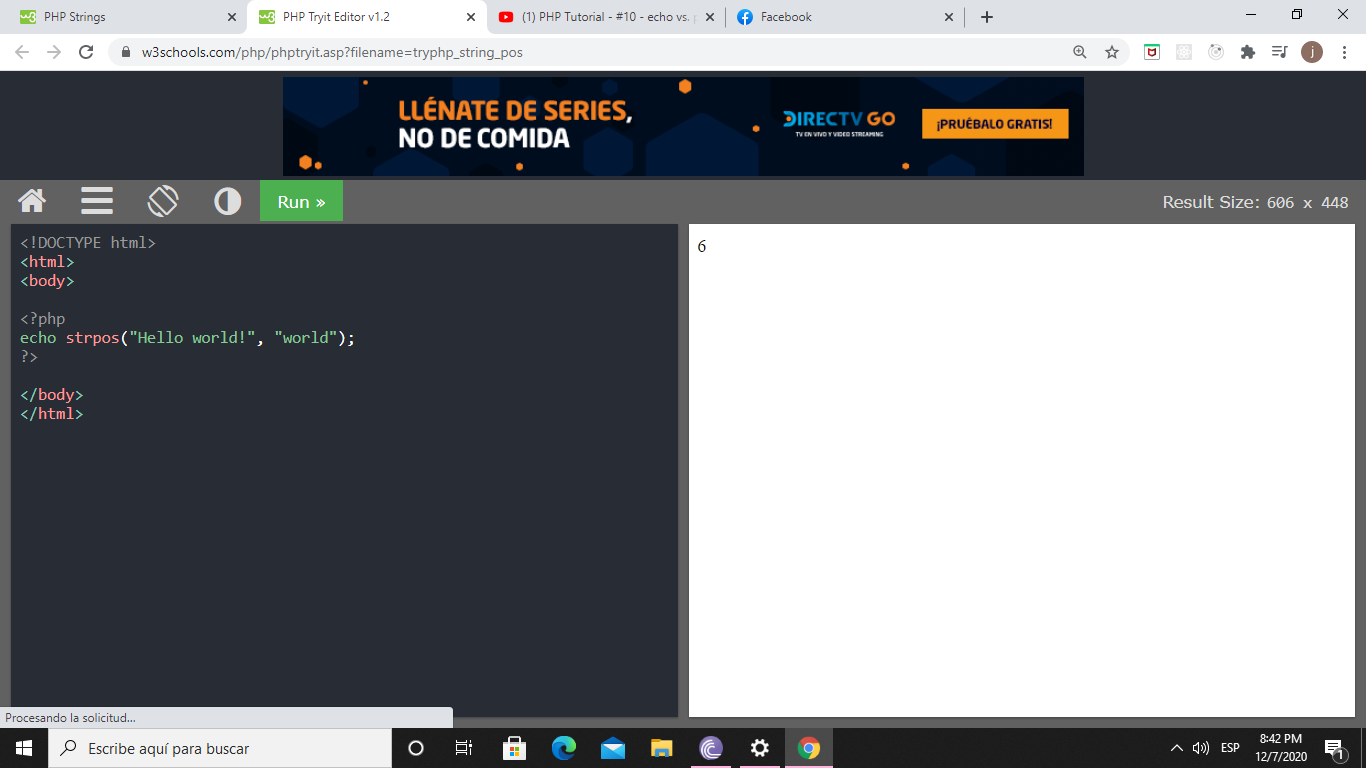 PHP Strings
PHP Tryit Editor v1.2
(1) PHP Tutorial - #10 - echo vs.
Facebook
w3schools.com/php/phptryit.asp?filename=tryphp_string_pos
j
LLÉNATE DE SERIES,
NO DE COMIDA
DIRECTV GO
TV EN VIVO Y VIDEO STREAMING
¡PRUÉBALO GRATIS!
Run »
Result Size: 606 x 448
<!DOCTYPE html>
<html>
<body>
<?php
echo strpos("Hello world!", "world");
?>
</body>
</html>
6
Procesando la solicitud...
Escribe aquí para buscar
ESP
8:42 PM
12/7/2020
1